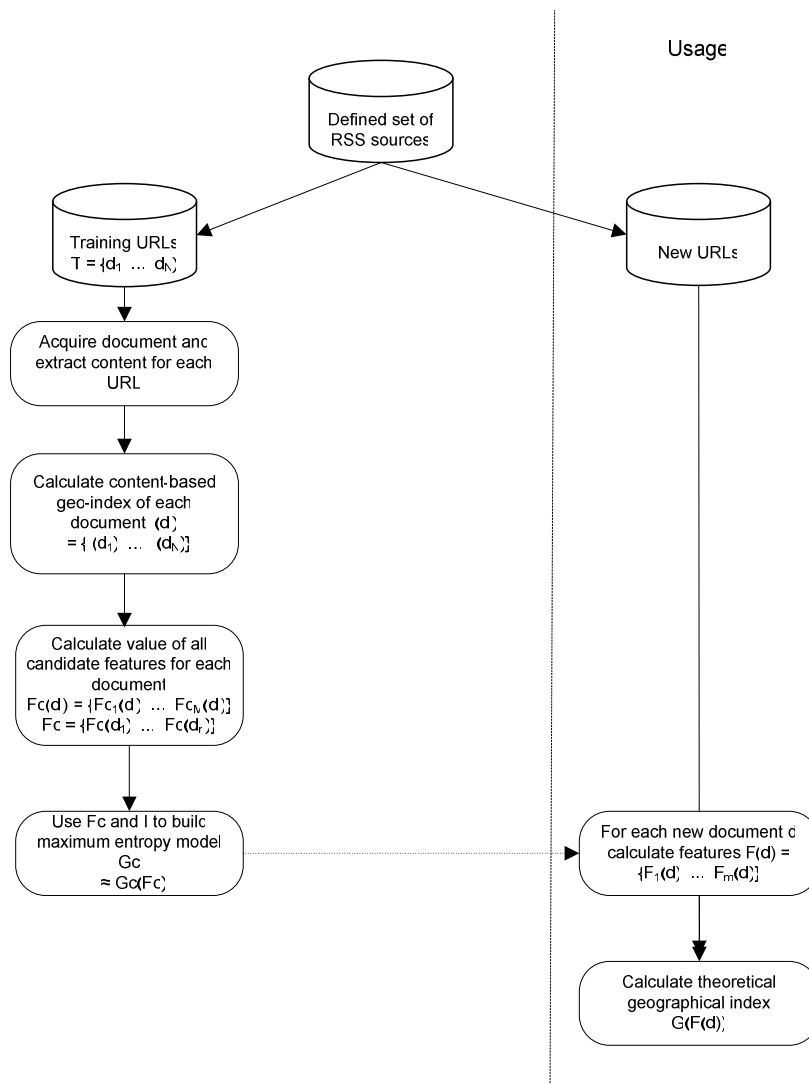 Usage
Defined set of
RSS sources
Training URLs
T = {d1 ... dN}
New URLs
Acquire document and
extract content for each
URL
Calculate content-based
geo-index of each
document (d)
= { (d1) ... (dN)}
Calculate value of all
candidate features for each
document
Fc(d) = {Fc1(d) ... FcM(d)}
Fc = {Fc(d1) ... Fc(dn)}
Use Fc and I to build
maximum entropy model
Gc
≈ Gc(Fc)
For each new document d
calculate features F(d) =
{F1(d) ... Fm(d)}
Calculate theoretical
geographical index
G(F(d))